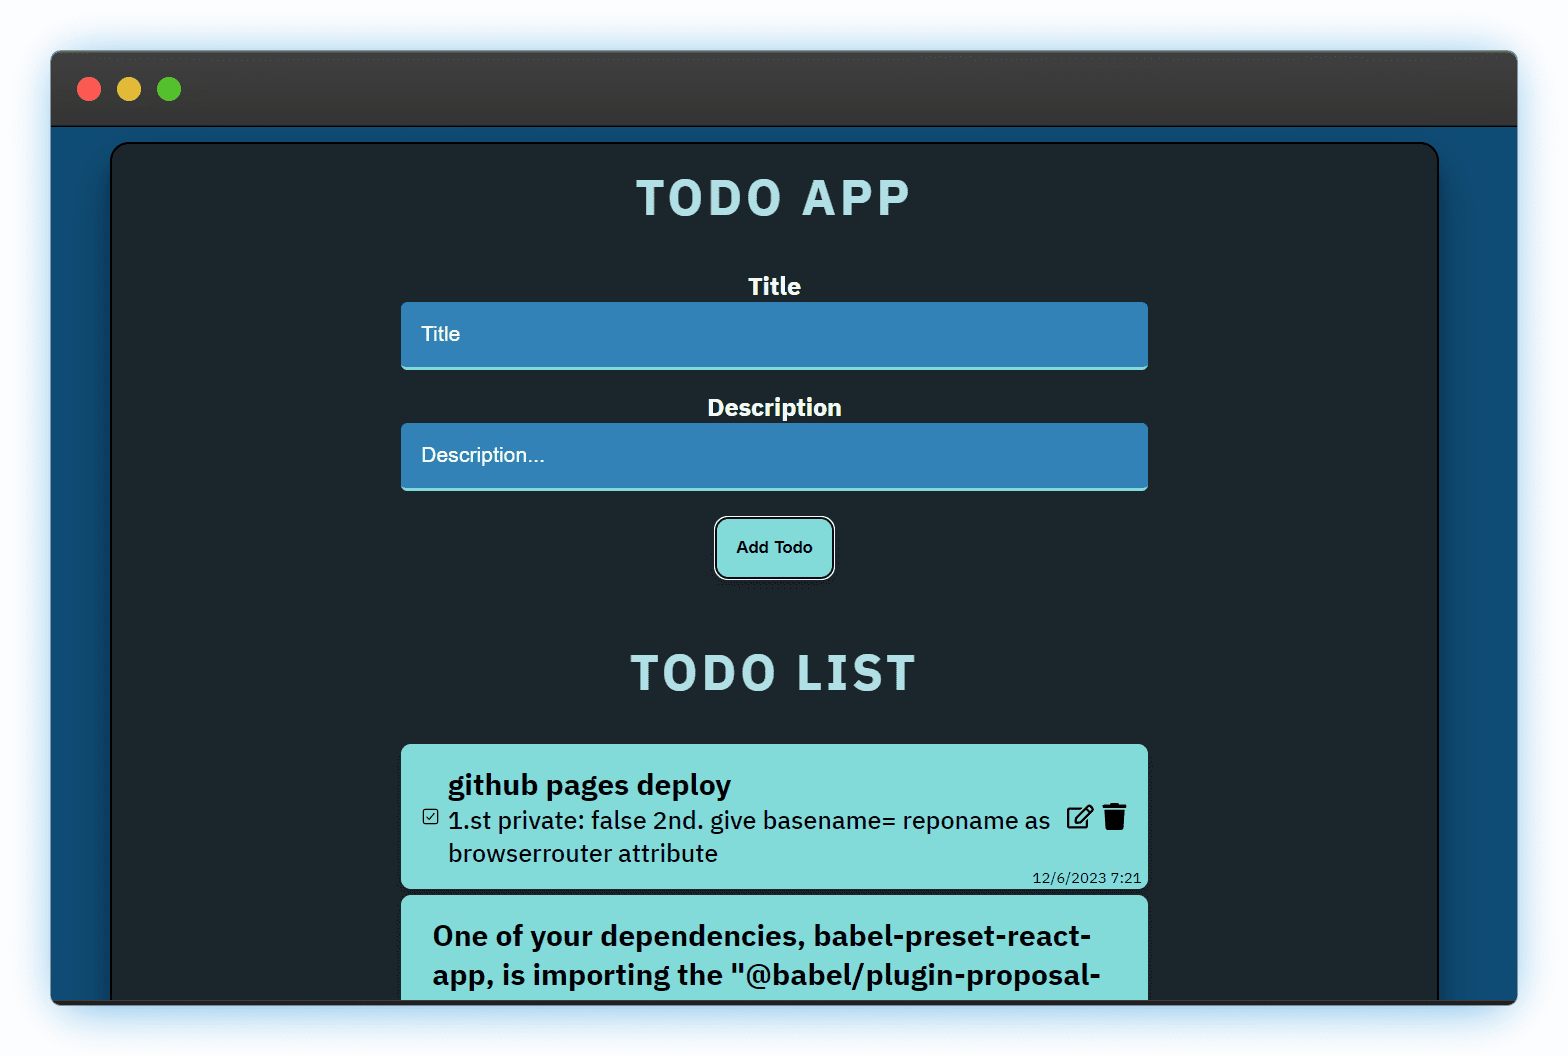 TODO APP
Title
Title
Description
Description...
Add Todo
TODO LIST
github pages deploy
1.st private: false 2nd. give basename= reponame as
browserrouter attribute
12/6/2023 7:21
One of your dependencies, babel-preset-react-
app, is importing the "@babel/plugin-proposal-